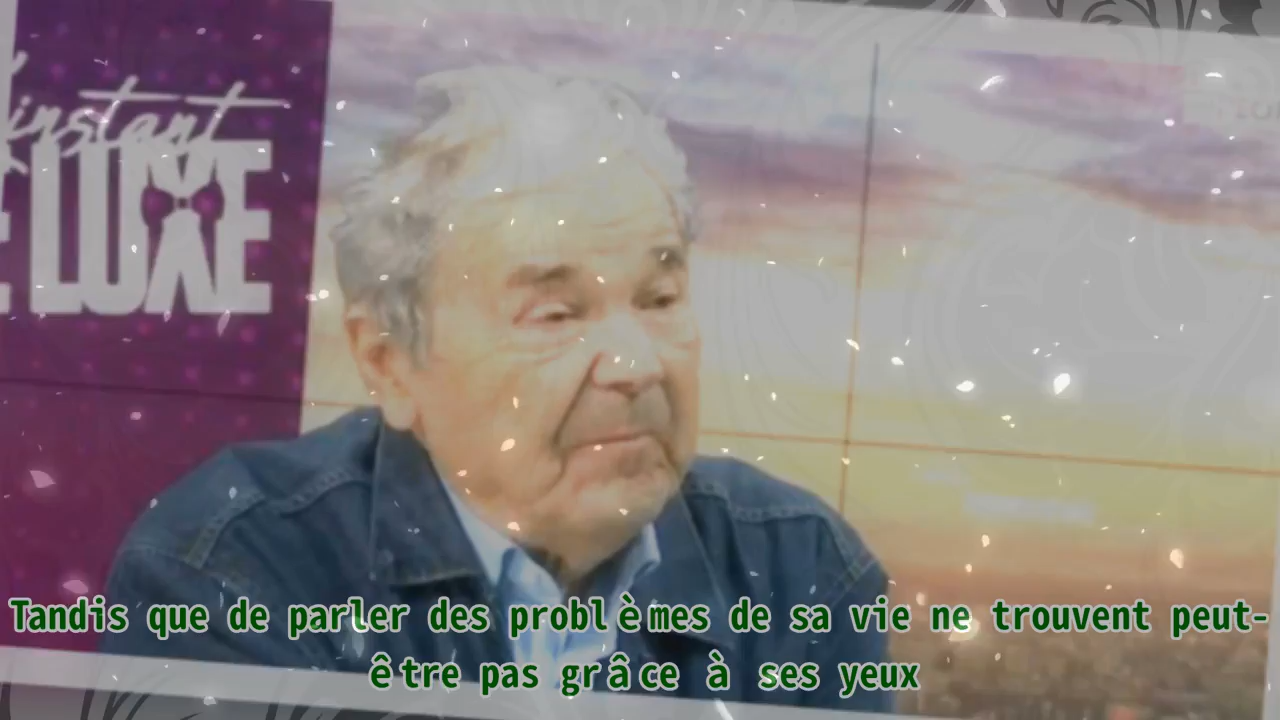 l'instant
DE LUXE
Tandis que de parler des problèmes de sa vie ne trouvent peut-
être pas grâce à ses yeux